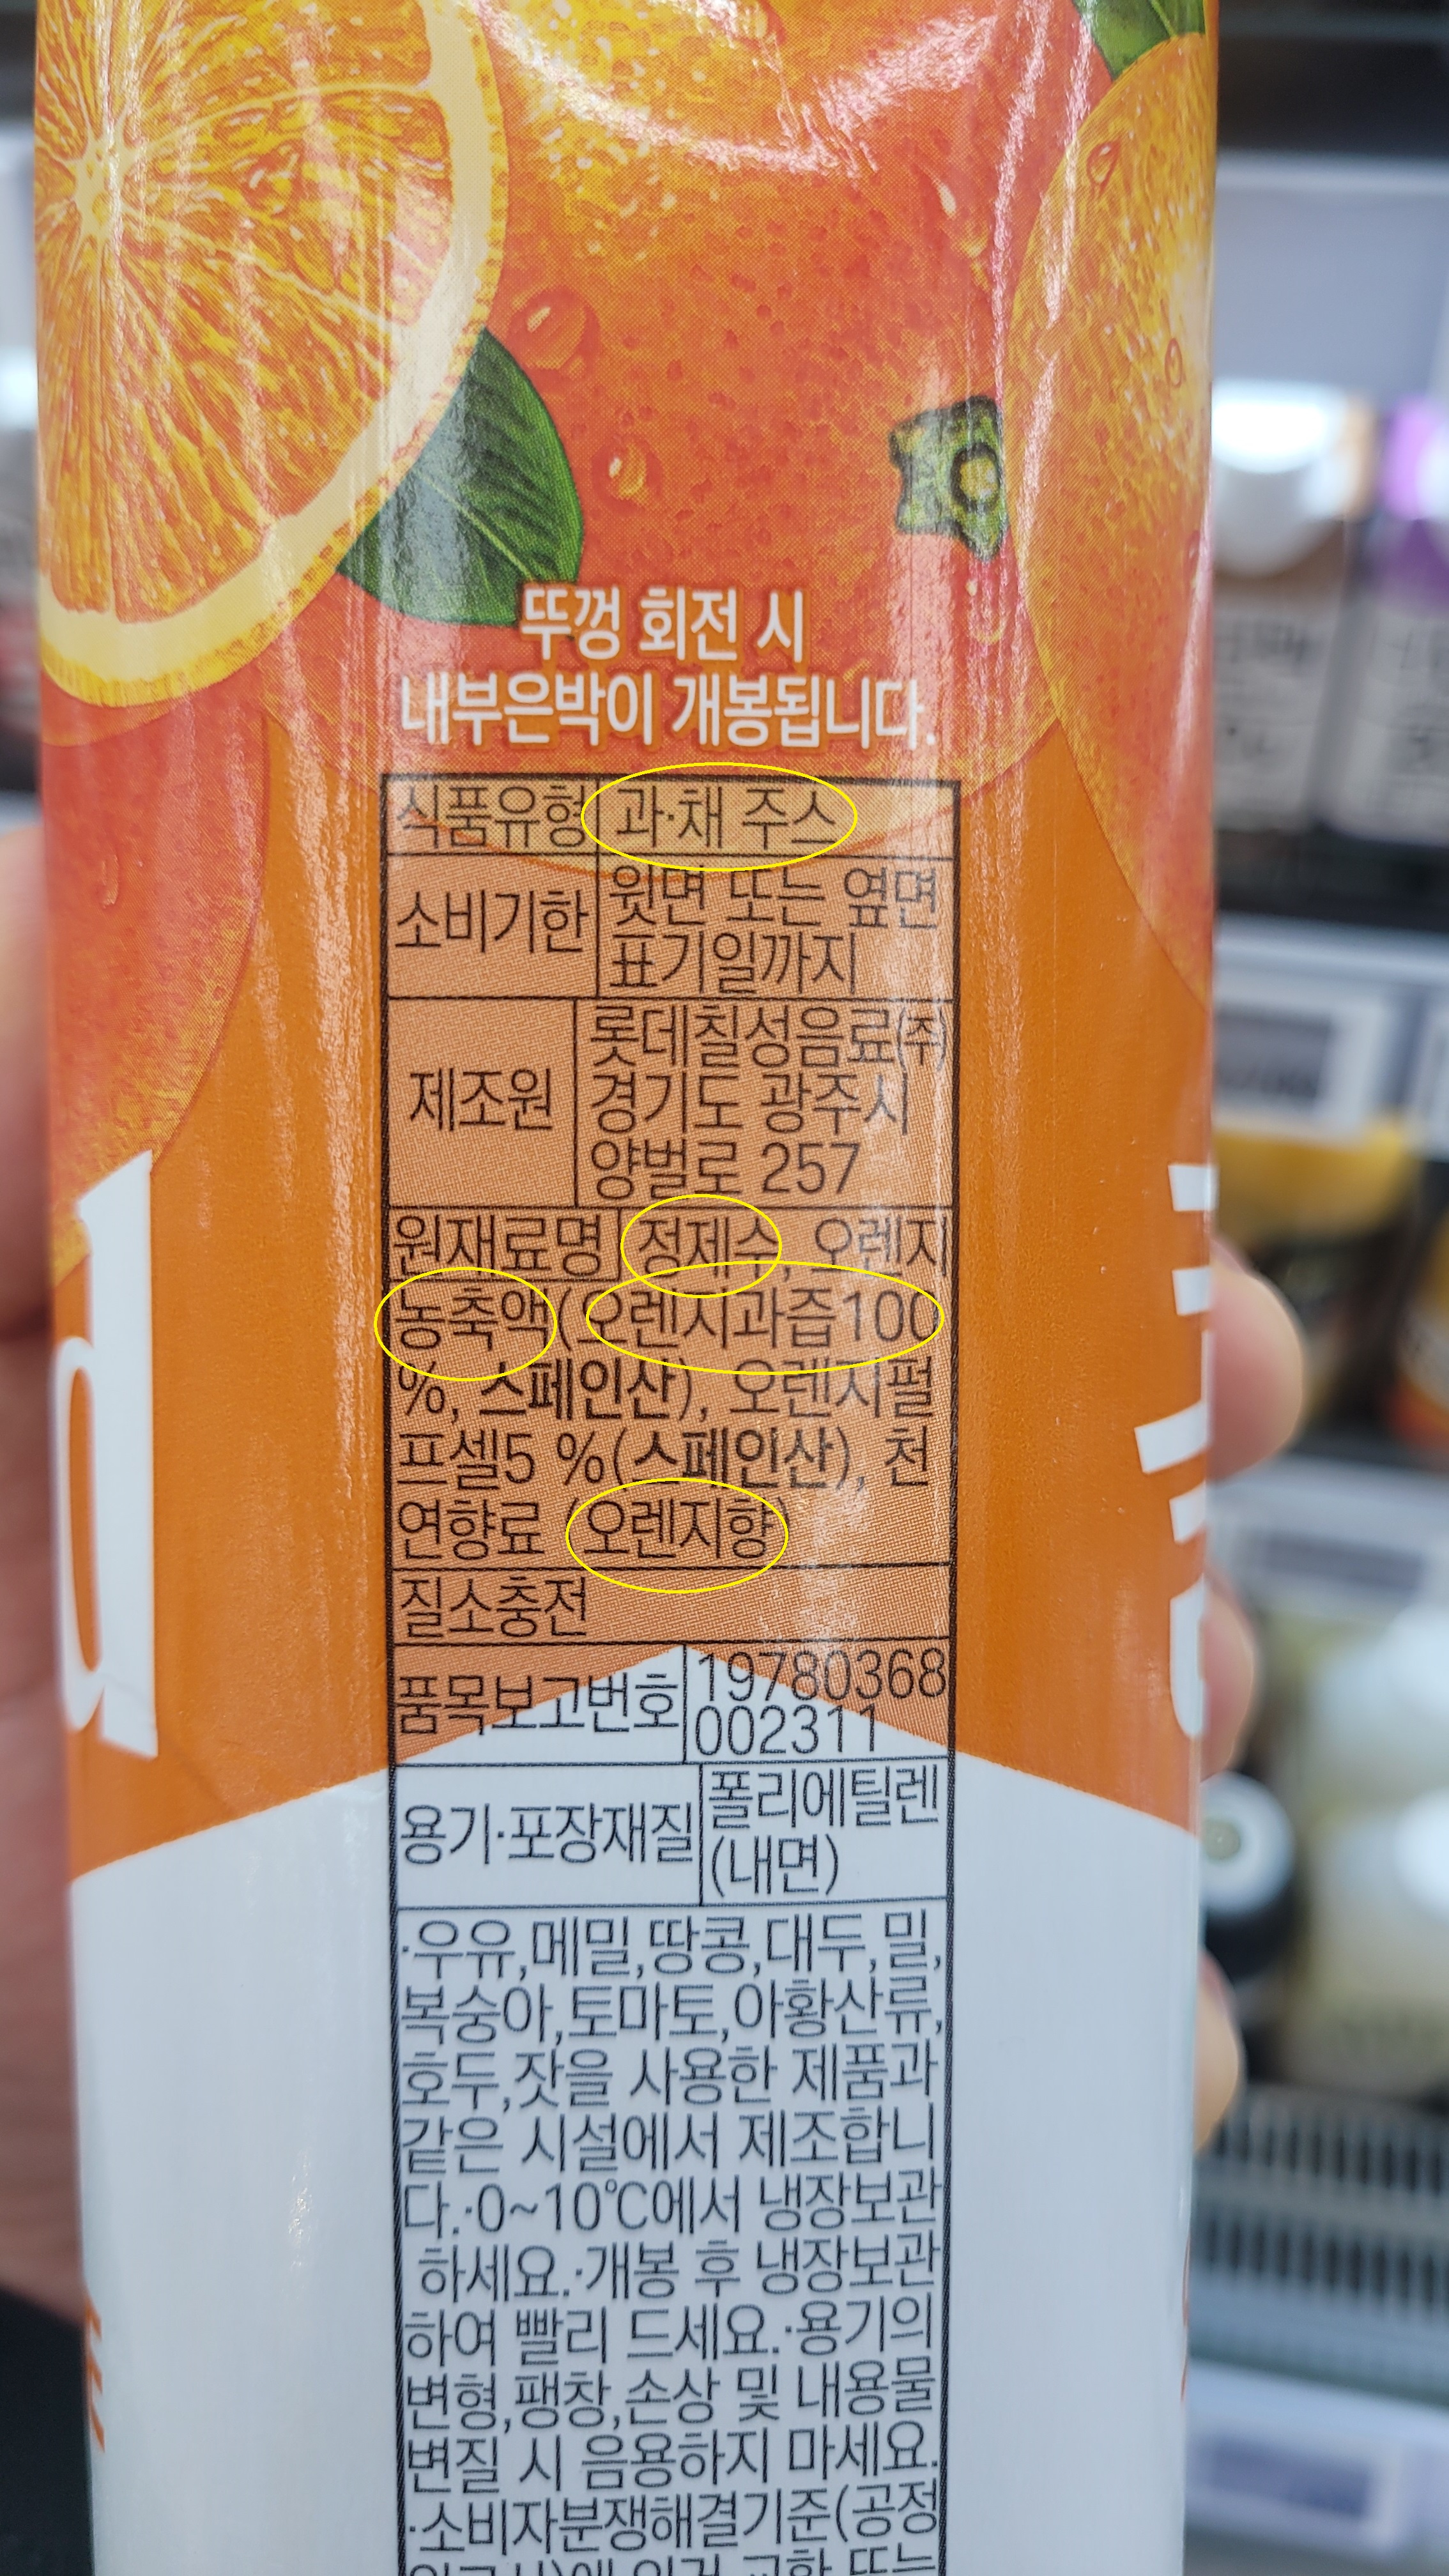 뚜껑 회전 시
내부은박이 개봉됩니다.
식품유형 과·채 주스
소비기한 윗면 또는 옆면
표기일까지
제조원 롯데칠성음료(주)
경기도 광주시
양벌로 257
원재료명 정제수, 오렌지
농축액(오렌지과즙100
%, 스페인산), 오렌지펄
프셀5 %(스페인산), 천
연향료 (오렌지향)
질소충전
품목보고번호 19780368
002311
용기·포장재질 폴리에틸렌
(내면)
·우유,메밀,땅콩,대두,밀,
복숭아,토마토,아황산류,
호두,잣을 사용한 제품과
같은 시설에서 제조합니
다.·0~10℃에서 냉장보관
하세요.·개봉 후 냉장보관
하여 빨리 드세요.·용기의
변형,팽창,손상 및 내용물
변질 시 음용하지 마세요.
·소비자분쟁해결기준(공정